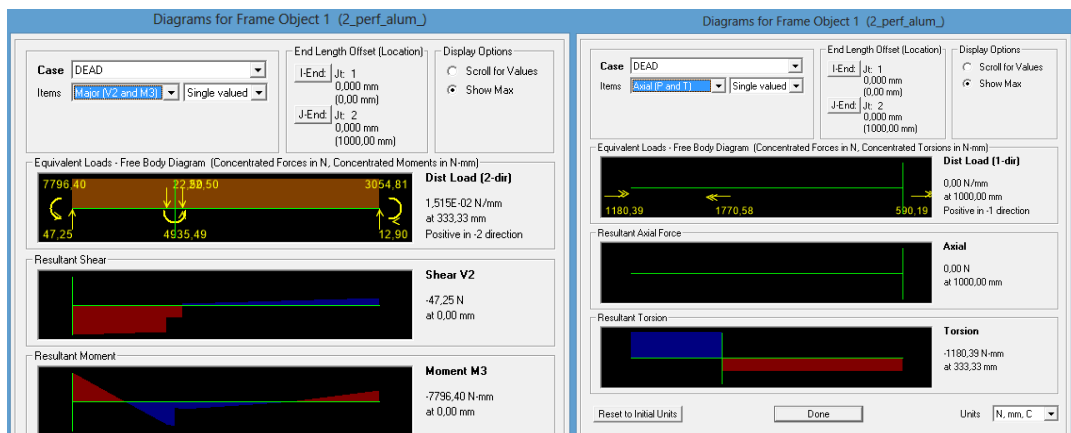 Diagrams for Frame Object 1 (2_perf_alum_)
Case DEAD
Items Major (V2 and M3) Single valued
End Length Offset (Location)
I-End: Jt: 1
0,000 mm
(0,00 mm)
J-End: Jt: 2
0,000 mm
(1000,00 mm)
Display Options
Scroll for Values
Show Max
Equivalent Loads - Free Body Diagram (Concentrated Forces in N, Concentrated Moments in N-mm)
7796,40 3054,81
47,25 4935,49 12,90
Dist Load (2-dir)
1,515E-02 N/mm
at 333,33 mm
Positive in -2 direction
Resultant Shear
Shear V2
-47,25 N
at 0,00 mm
Resultant Moment
Moment M3
-7796,40 N-mm
at 0,00 mm
Diagrams for Frame Object 1 (2_perf_alum_)
Case DEAD
Items Axial (P and T) Single valued
End Length Offset (Location)
I-End: Jt: 1
0,000 mm
(0,00 mm)
J-End: Jt: 2
0,000 mm
(1000,00 mm)
Display Options
Scroll for Values
Show Max
Equivalent Loads - Free Body Diagram (Concentrated Forces in N, Concentrated Torsions in N-mm)
1180,39 1770,58 590,19
Dist Load (1-dir)
0,00 N/mm
at 1000,00 mm
Positive in -1 direction
Resultant Axial Force
Axial
0,00 N
at 1000,00 mm
Resultant Torsion
Torsion
-1180,39 N-mm
at 333,33 mm
Reset to Initial Units Done Units N, mm, C